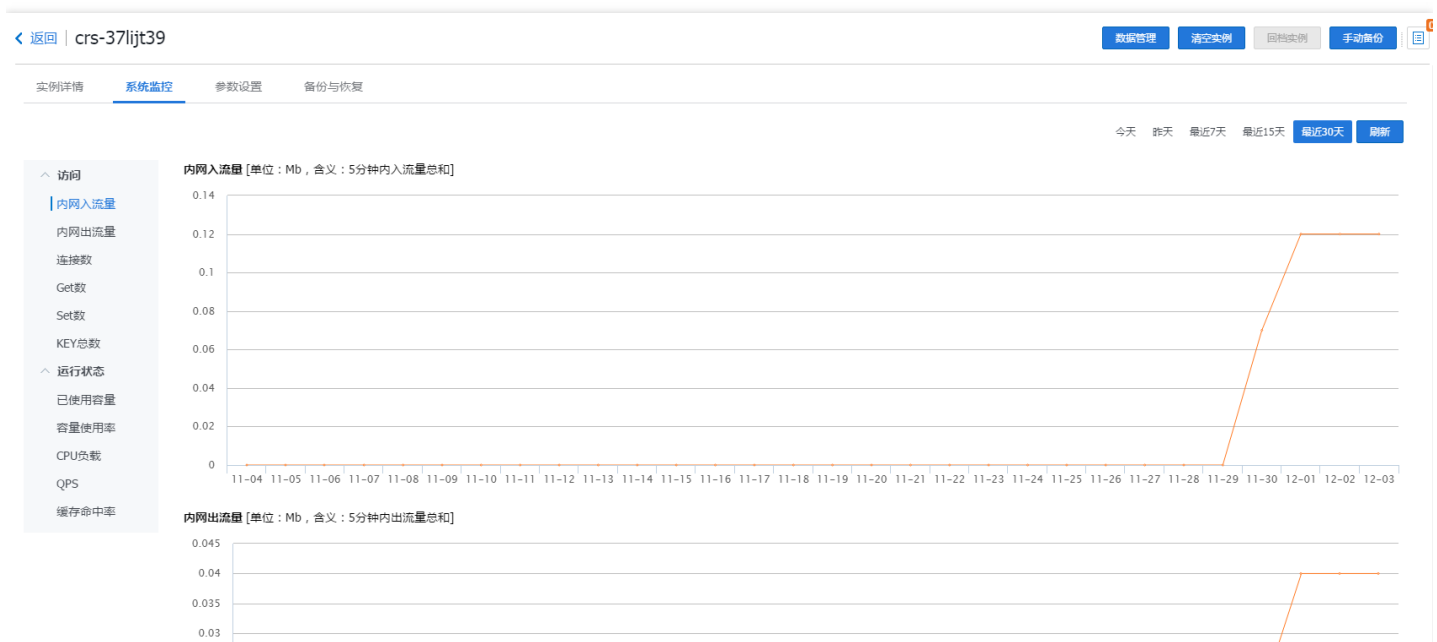 返回 crs-37lijt39 数据管理 清空实例 回档实例 手动备份
实例详情 系统监控 参数设置 备份与恢复
今天 昨天 最近7天 最近15天 最近30天 刷新
访问
内网入流量
内网出流量
连接数
Get数
Set数
KEY总数
运行状态
已使用容量
容量使用率
CPU负载
QPS
缓存命中率
内网入流量 [单位：Mb，含义：5分钟内入流量总和]
0.14
0.12
0.1
0.08
0.06
0.04
0.02
0
11-04 11-05 11-06 11-07 11-08 11-09 11-10 11-11 11-12 11-13 11-14 11-15 11-16 11-17 11-18 11-19 11-20 11-21 11-22 11-23 11-24 11-25 11-26 11-27 11-28 11-29 11-30 12-01 12-02 12-03
内网出流量 [单位：Mb，含义：5分钟内出流量总和]
0.045
0.04
0.035
0.03